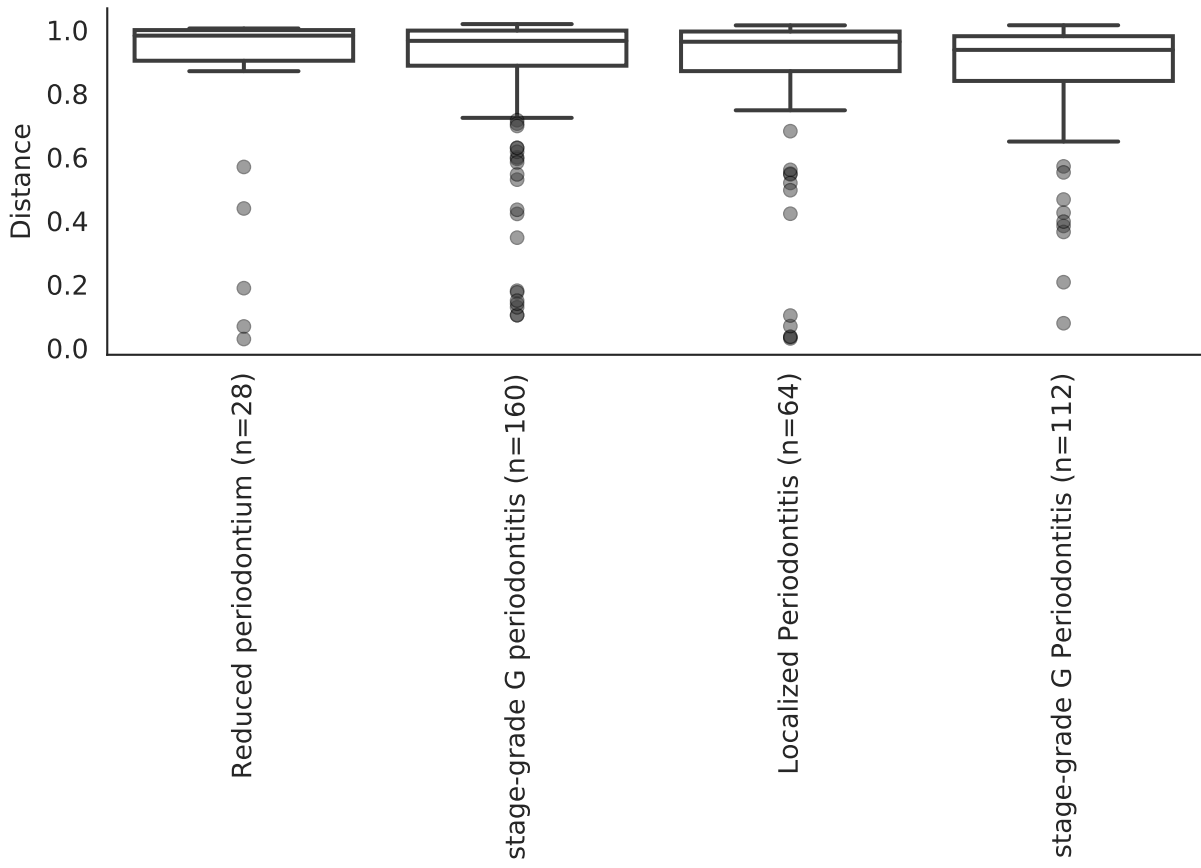 1.0
0.8
0.6
0.4
0.2
0.0
Distance
Reduced periodontium (n=28)
stage-grade G periodontitis (n=160)
Localized Periodontitis (n=64)
stage-grade G Periodontitis (n=112)